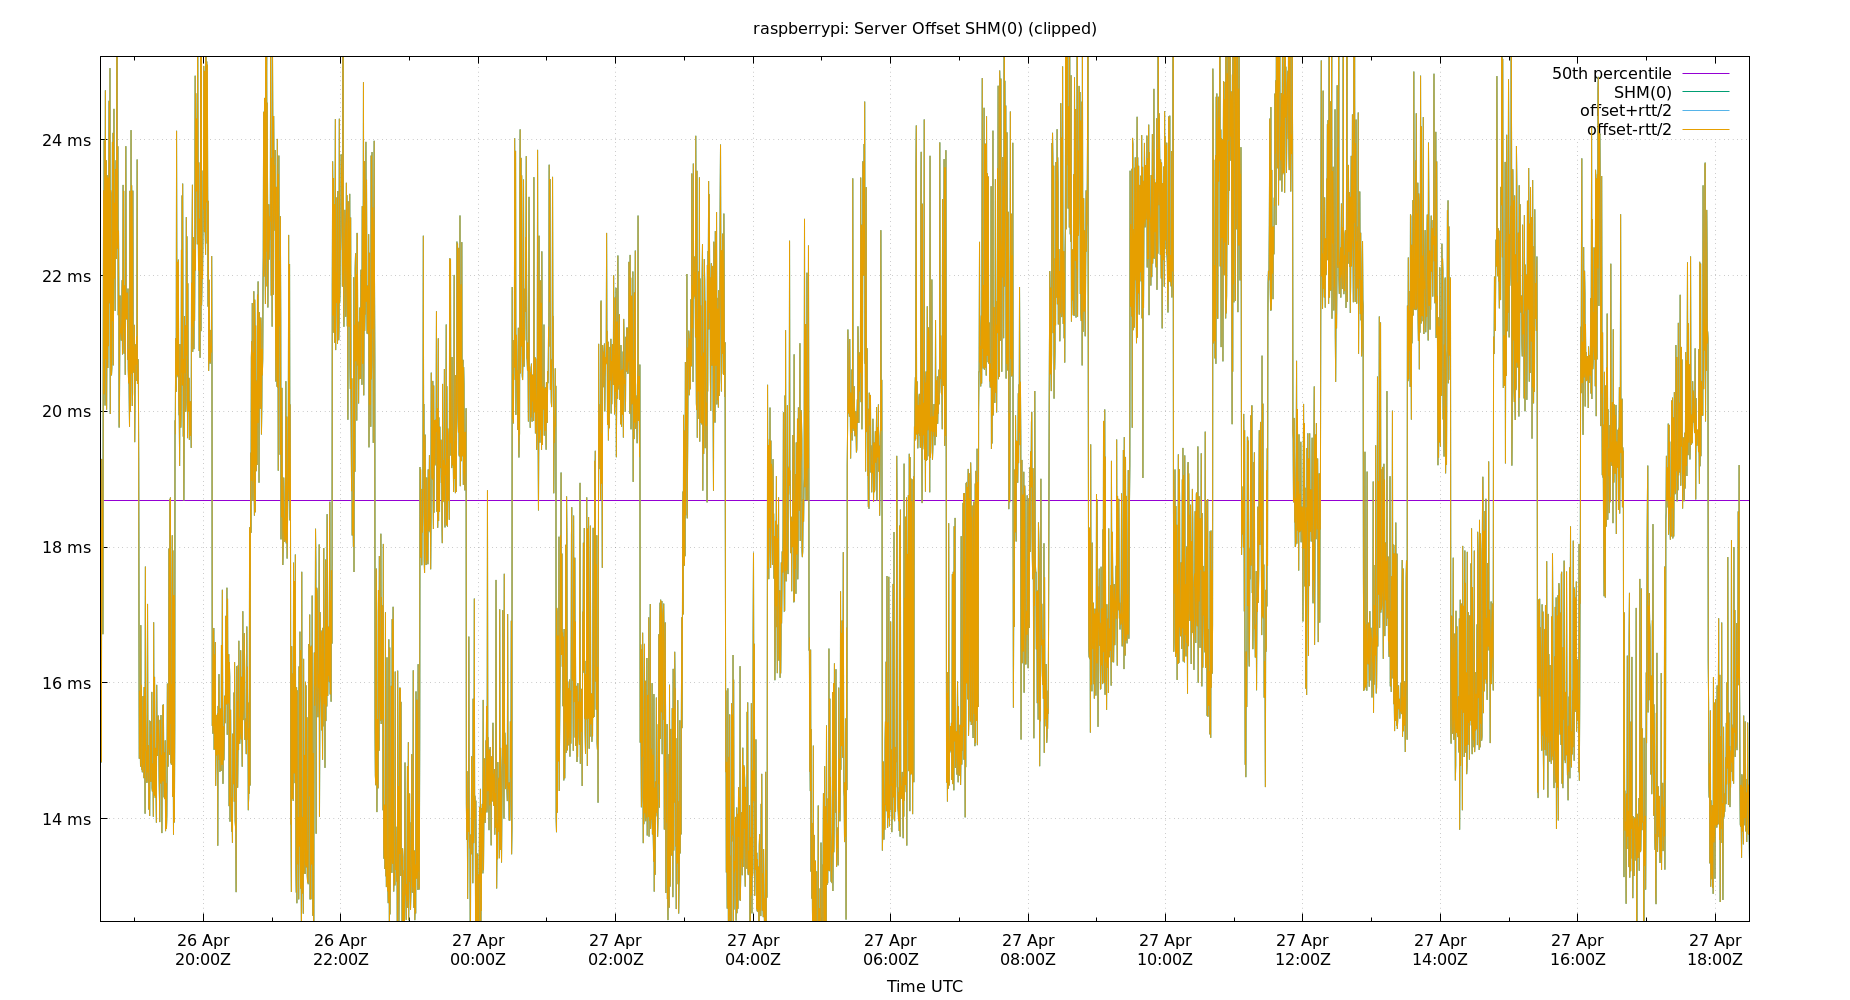 raspberrypi: Server Offset SHM(0) (clipped)
50th percentile
SHM(0)
offset+rtt/2
offset-rtt/2
24 ms
22 ms
20 ms
18 ms
16 ms
14 ms
26 Apr 26 Apr 27 Apr 27 Apr 27 Apr 27 Apr 27 Apr 27 Apr 27 Apr 27 Apr 27 Apr 27 Apr
20:00Z 22:00Z 00:00Z 02:00Z 04:00Z 06:00Z 08:00Z 10:00Z 12:00Z 14:00Z 16:00Z 18:00Z
Time UTC